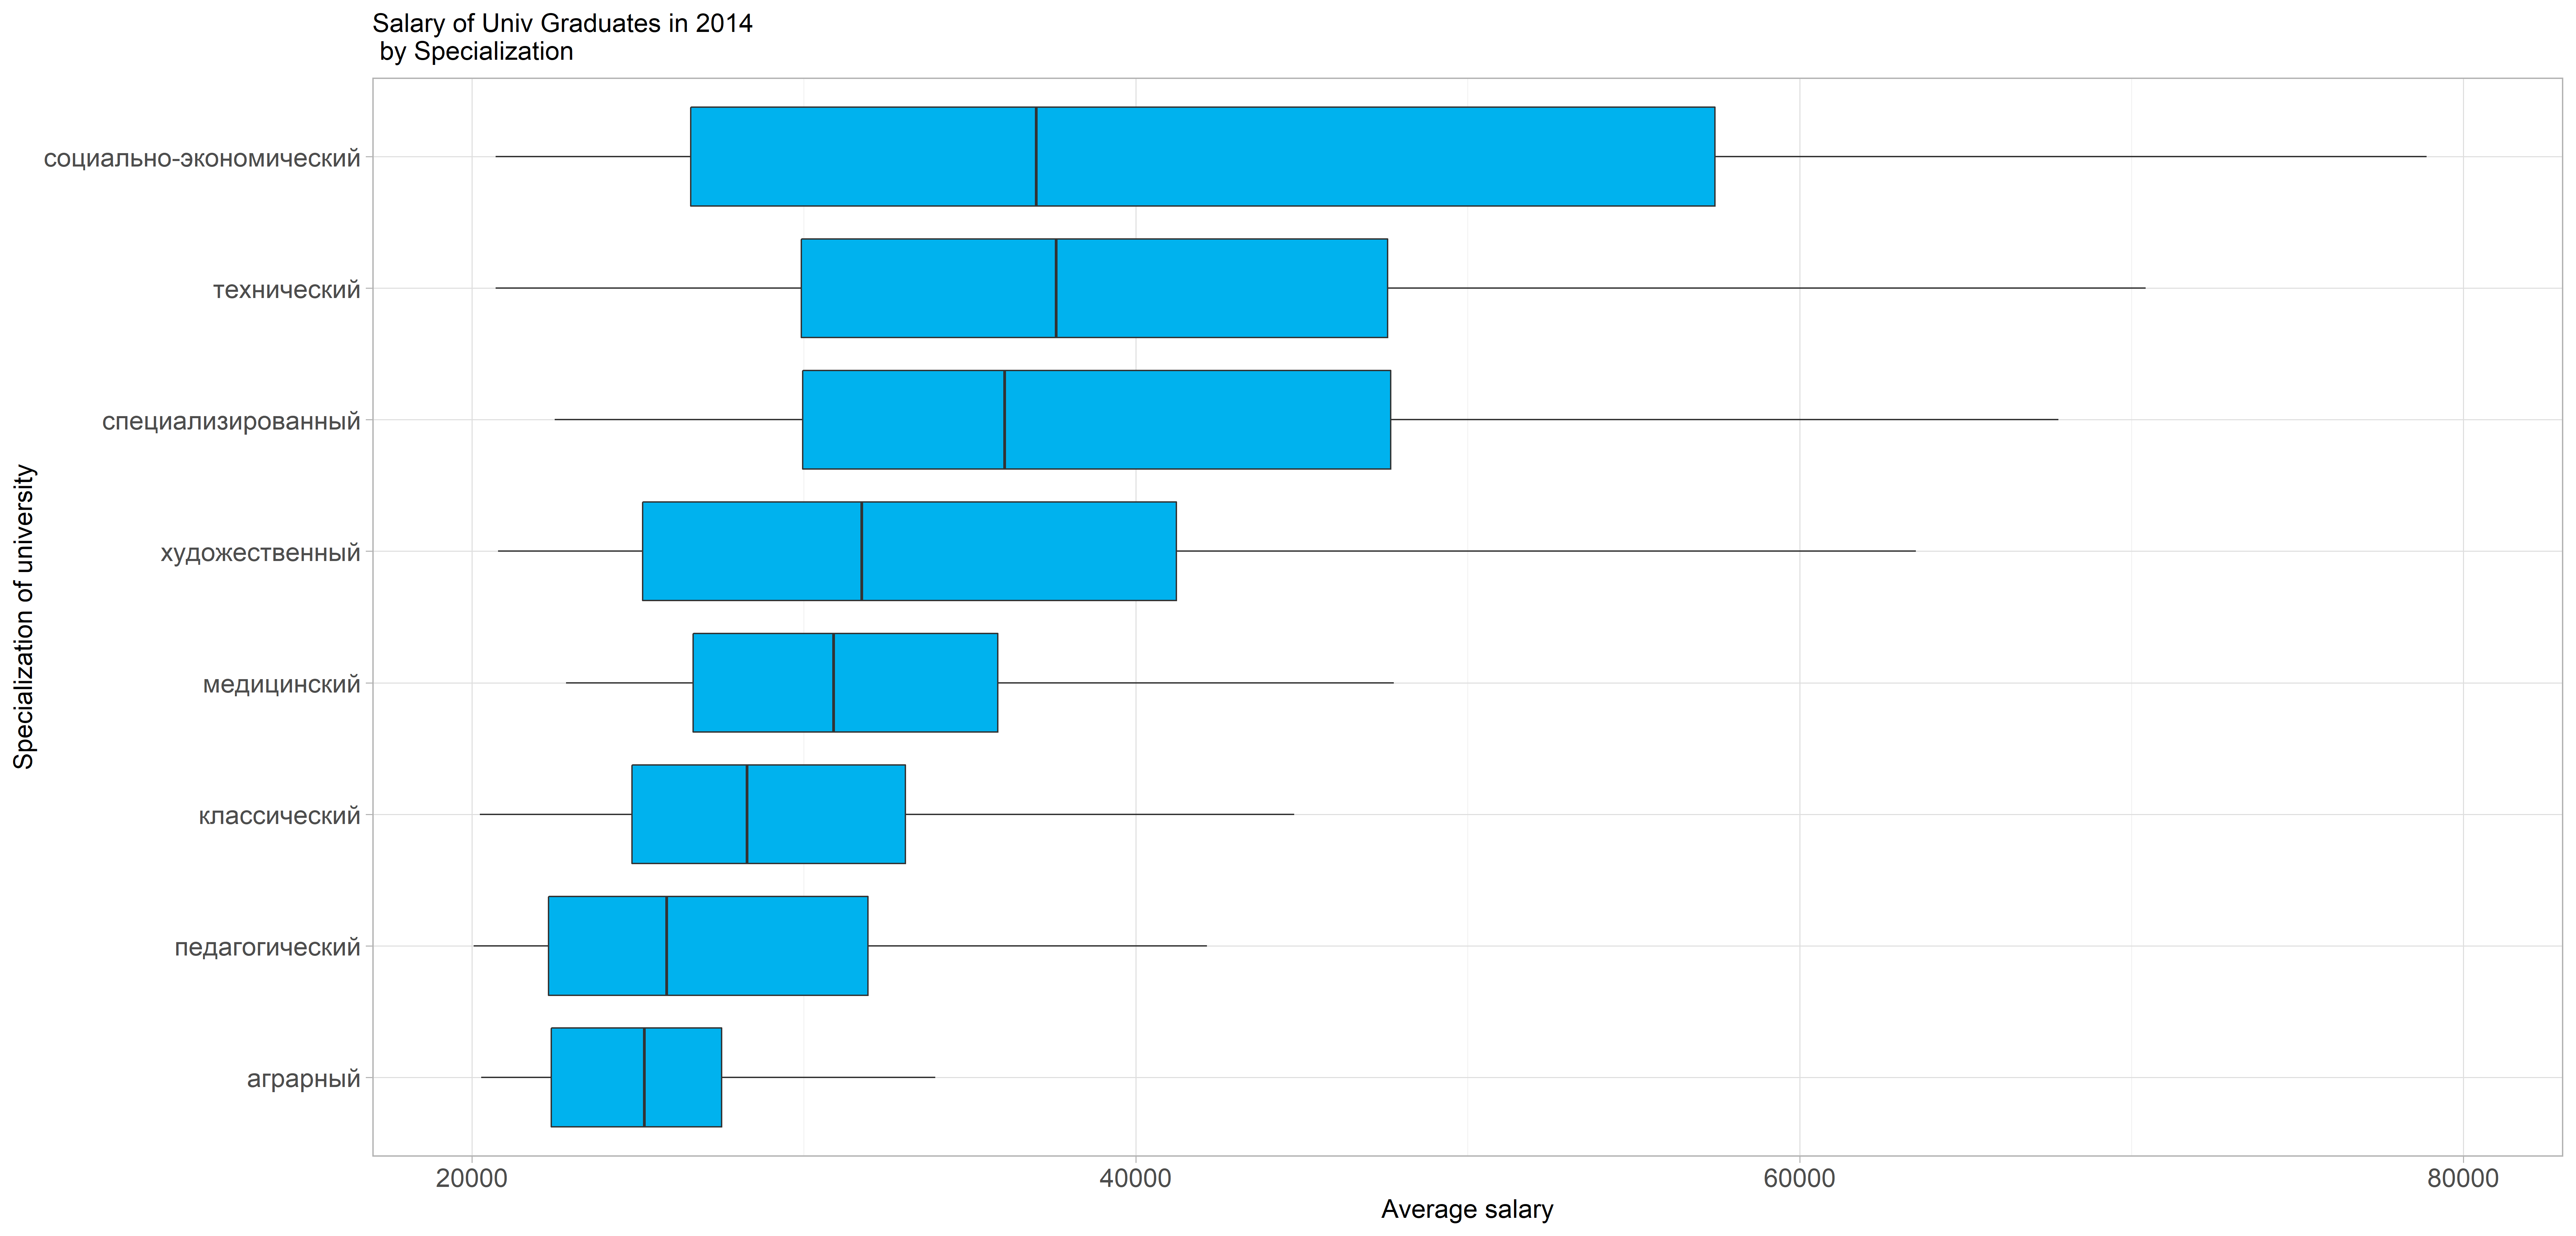 Salary of Univ Graduates in 2014
by Specialization
социально-экономический
технический
специализированный
художественный
медицинский
классический
педагогический
аграрный
Specialization of university
20000 40000 60000 80000
Average salary